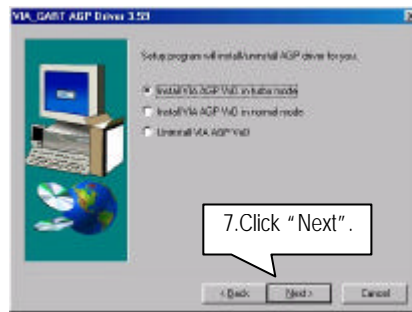 VIA_GART AGP Driver 3.53
Setup program will install/uninstall AGP driver for you.
Install VIA AGP VxD in turbo mode
Install VIA AGP VxD in normal mode
Uninstall VIA AGP VxD
7.Click “Next”.
< Back
Next >
Cancel